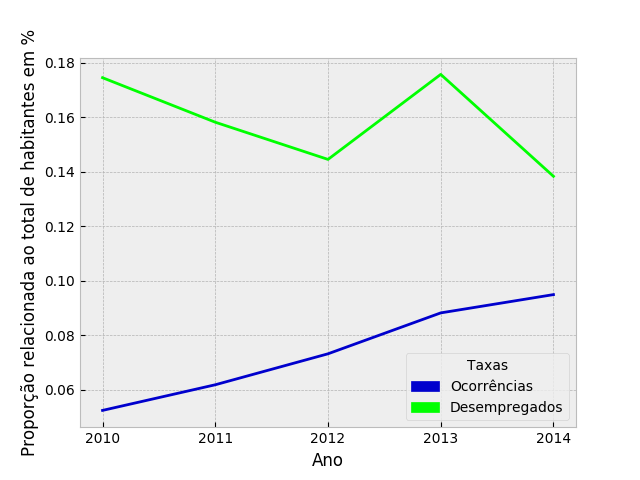 Proporção relacionada ao total de habitantes em %
0.18
0.16
0.14
0.12
0.10
0.08
0.06
Taxas
Ocorrências
Desempregados
2010 2011 2012 2013 2014
Ano